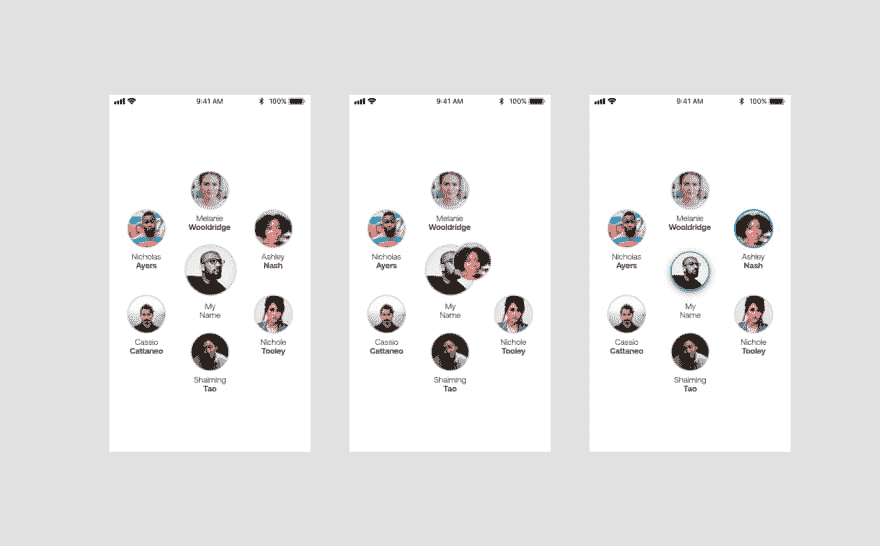 9:41 AM 100%
Melanie
Wooldridge
Nicholas
Ayers
Ashley
Nash
My
Name
Cassio
Cattaneo
Nichole
Tooley
Shaiming
Tao
9:41 AM 100%
Melanie
Wooldridge
Nicholas
Ayers
My
Name
Cassio
Cattaneo
Nichole
Tooley
Shaiming
Tao
9:41 AM 100%
Melanie
Wooldridge
Nicholas
Ayers
Ashley
Nash
My
Name
Cassio
Cattaneo
Nichole
Tooley
Shaiming
Tao